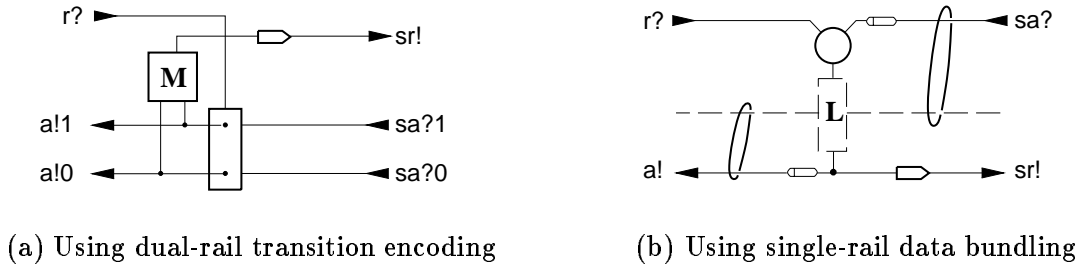 r?
sr!
M
a!1
sa?1
a!0
sa?0
(a) Using dual-rail transition encoding
r?
sa?
L
a!
sr!
(b) Using single-rail data bundling